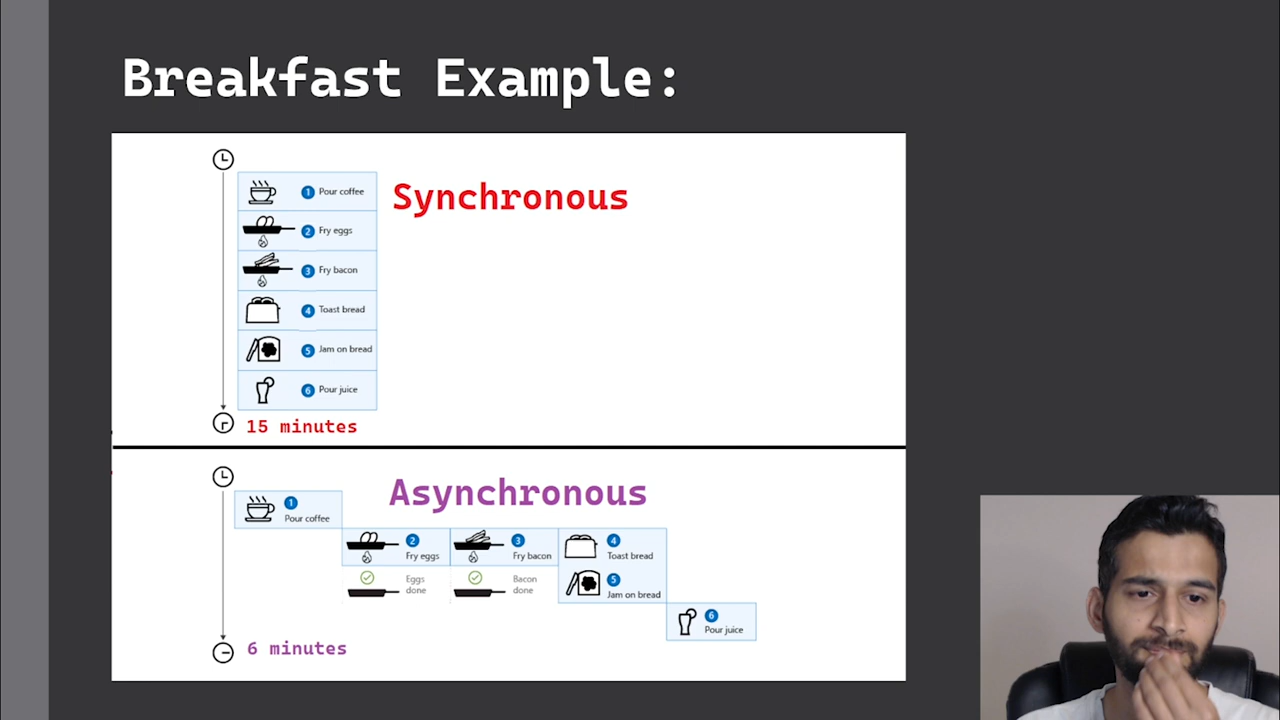 Breakfast Example:
Synchronous
1 Pour coffee
2 Fry eggs
3 Fry bacon
4 Toast bread
5 Jam on bread
6 Pour juice
15 minutes
Asynchronous
1
Pour coffee
2
Fry eggs
3
Fry bacon
4
Toast bread
Eggs
done
Bacon
done
5
Jam on bread
6
Pour juice
6 minutes